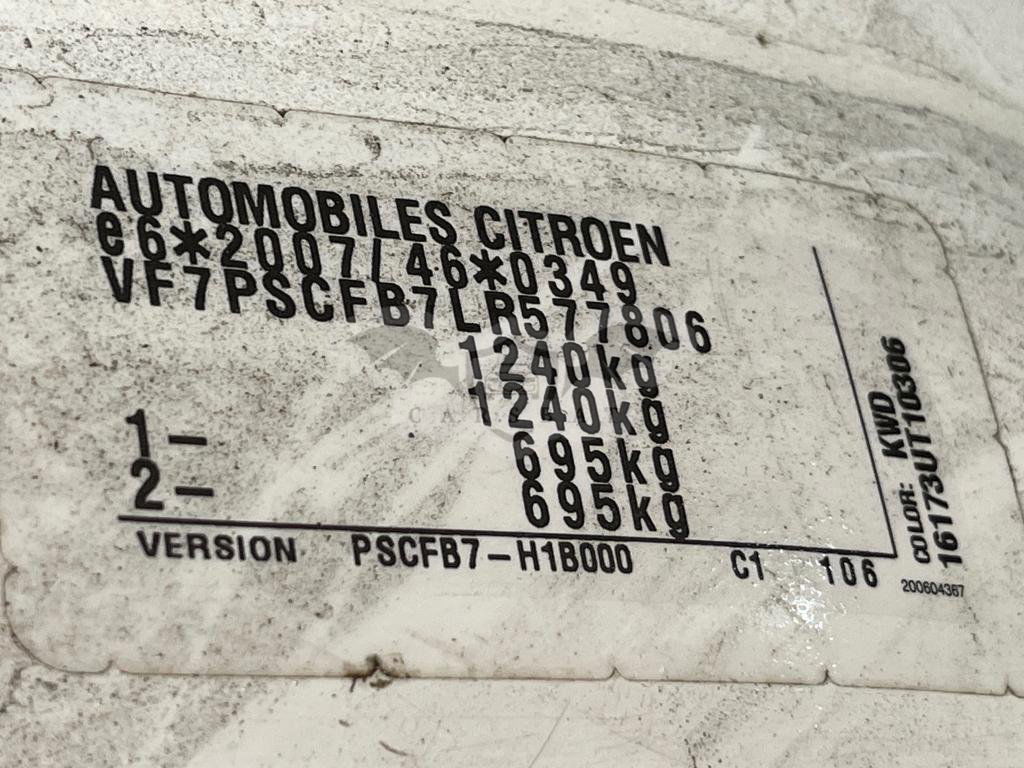 AUTOMOBILES CITROEN
e6*2007/46*0349
VF7PSCFB7LR577806
1240kg
1240kg
1- 695kg
2- 695kg
VERSION PSCFB7-H1B000 C1 106
COLOR: KWD
16173UT10306
200604367